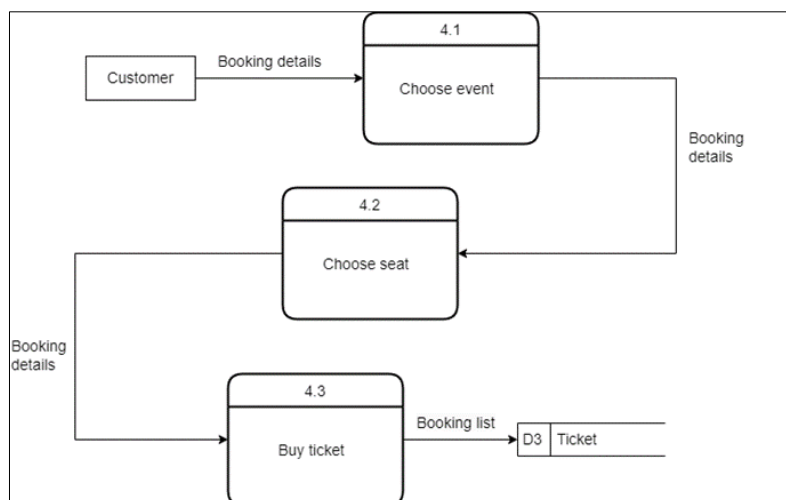 4.1
Booking details
Customer
Choose event
Booking
details
4.2
Choose seat
Booking
details
4.3
Booking list
D3 Ticket
Buy ticket